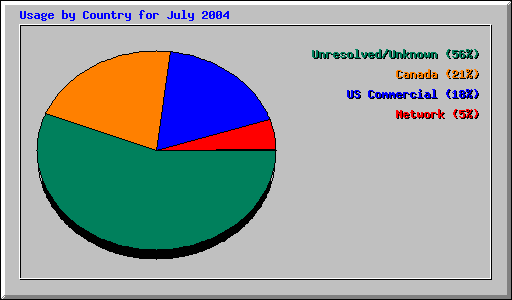 Usage by Country for July 2004
Unresolved/Unknown (56%)
Canada (21%)
US Commercial (18%)
Network (5%)